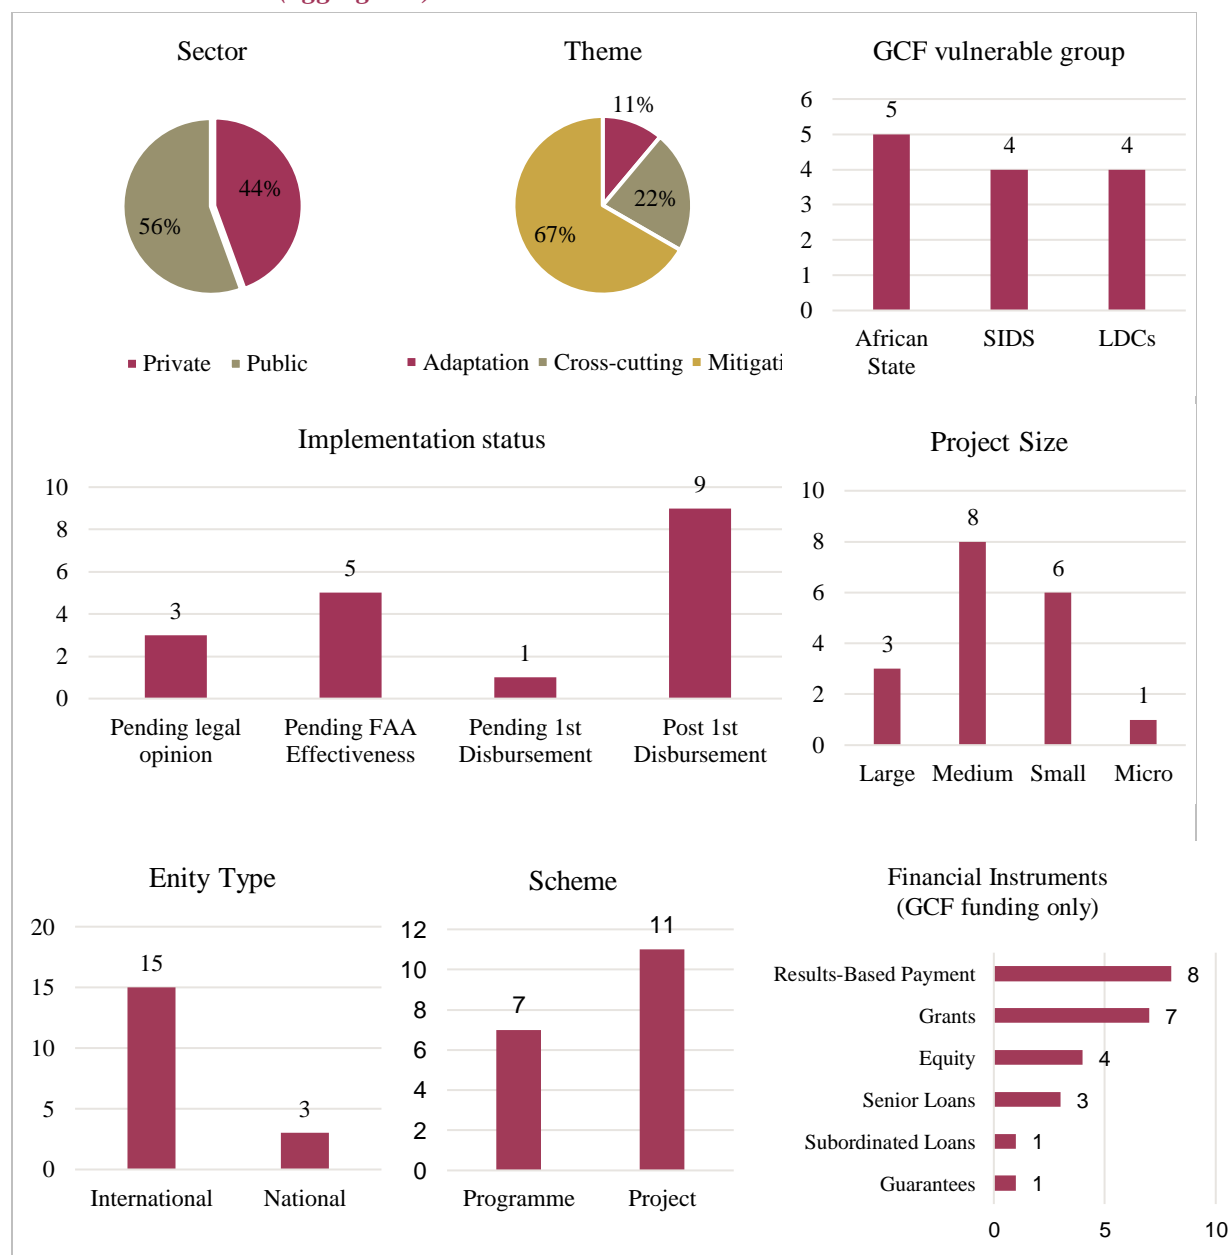 Sector
44%
56%
Private Public
Theme
11%
22%
67%
Adaptation Cross-cutting Mitigati
GCF vulnerable group
6
5
4
3
2
1
0
5
4
4
African
State
SIDS
LDCs
Implementation status
10
8
6
4
2
0
3
5
1
9
Pending legal
opinion
Pending FAA
Effectiveness
Pending 1st
Disbursement
Post 1st
Disbursement
Project Size
10
8
6
4
2
0
3
8
6
1
Large Medium Small Micro
Enity Type
20
15
10
5
0
15
3
International National
Scheme
12
10
8
6
4
2
0
7
11
Programme Project
Financial Instruments
(GCF funding only)
Results-Based Payment 8
Grants 7
Equity 4
Senior Loans 3
Subordinated Loans 1
Guarantees 1
0 5 10